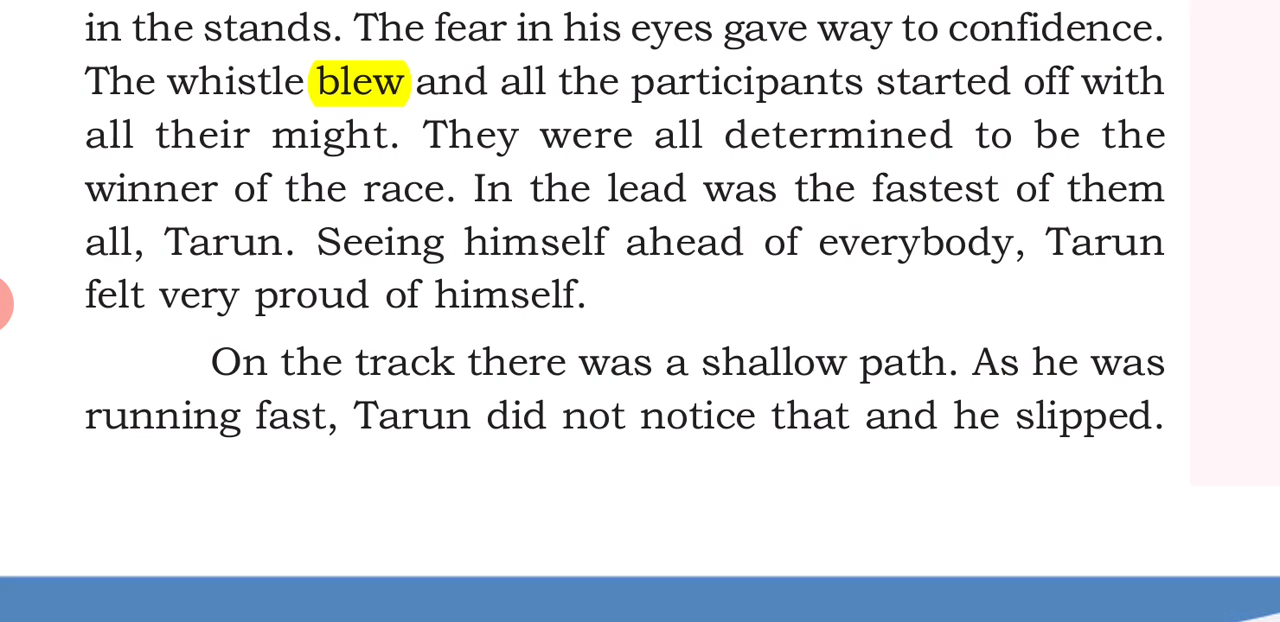 in the stands. The fear in his eyes gave way to confidence.
The whistle blew and all the participants started off with
all their might. They were all determined to be the
winner of the race. In the lead was the fastest of them
all, Tarun. Seeing himself ahead of everybody, Tarun
felt very proud of himself.
On the track there was a shallow path. As he was
running fast, Tarun did not notice that and he slipped.